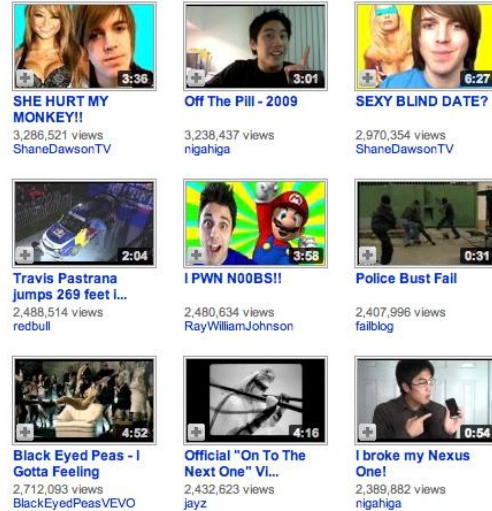 3:36
3:01
6:27
SHE HURT MY
MONKEY!!
3,286,521 views
ShaneDawsonTV
Off The Pill - 2009
3,238,437 views
nigahiga
SEXY BLIND DATE?
2,970,354 views
ShaneDawsonTV
2:04
3:58
0:31
Travis Pastrana
jumps 269 feet i...
2,488,514 views
redbull
I PWN N00BS!!
2,480,634 views
RayWilliamJohnson
Police Bust Fail
2,407,996 views
failblog
4:52
4:16
0:54
Black Eyed Peas - I
Gotta Feeling
2,712,093 views
BlackEyedPeasVEVO
Official "On To The
Next One" Vi...
2,432,623 views
jayz
I broke my Nexus
One!
2,389,882 views
nigahiga